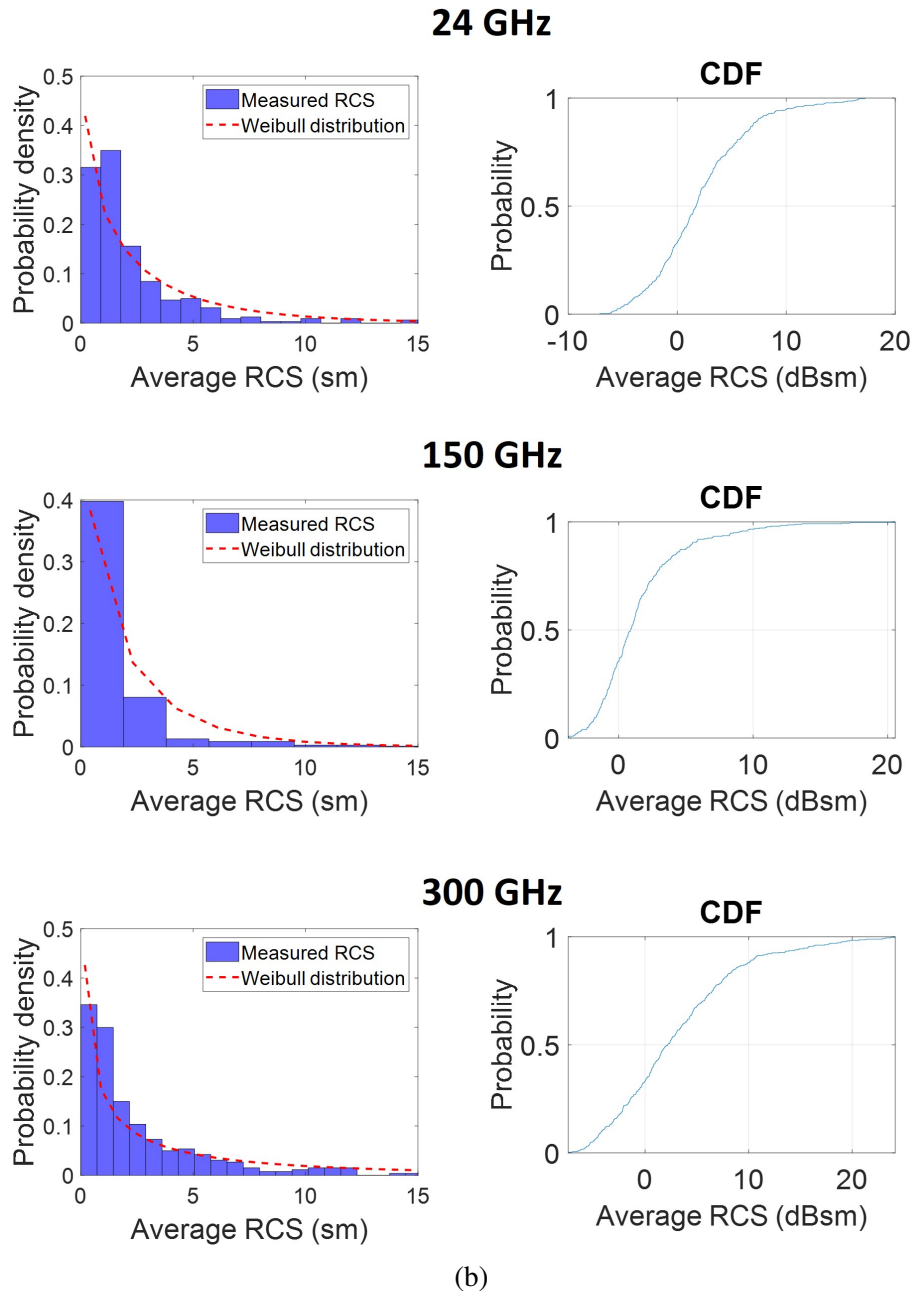 24 GHz
Measured RCS
Weibull distribution
0.5
0.4
0.3
0.2
0.1
0
Probability density
0 5 10 15
Average RCS (sm)
CDF
1
0.5
0
Probability
-10 0 10 20
Average RCS (dBsm)
150 GHz
Measured RCS
Weibull distribution
0.4
0.3
0.2
0.1
0
Probability density
0 5 10 15
Average RCS (sm)
CDF
1
0.5
0
Probability
0 10 20
Average RCS (dBsm)
300 GHz
Measured RCS
Weibull distribution
0.5
0.4
0.3
0.2
0.1
0
Probability density
0 5 10 15
Average RCS (sm)
CDF
1
0.5
0
Probability
0 10 20
Average RCS (dBsm)
(b)